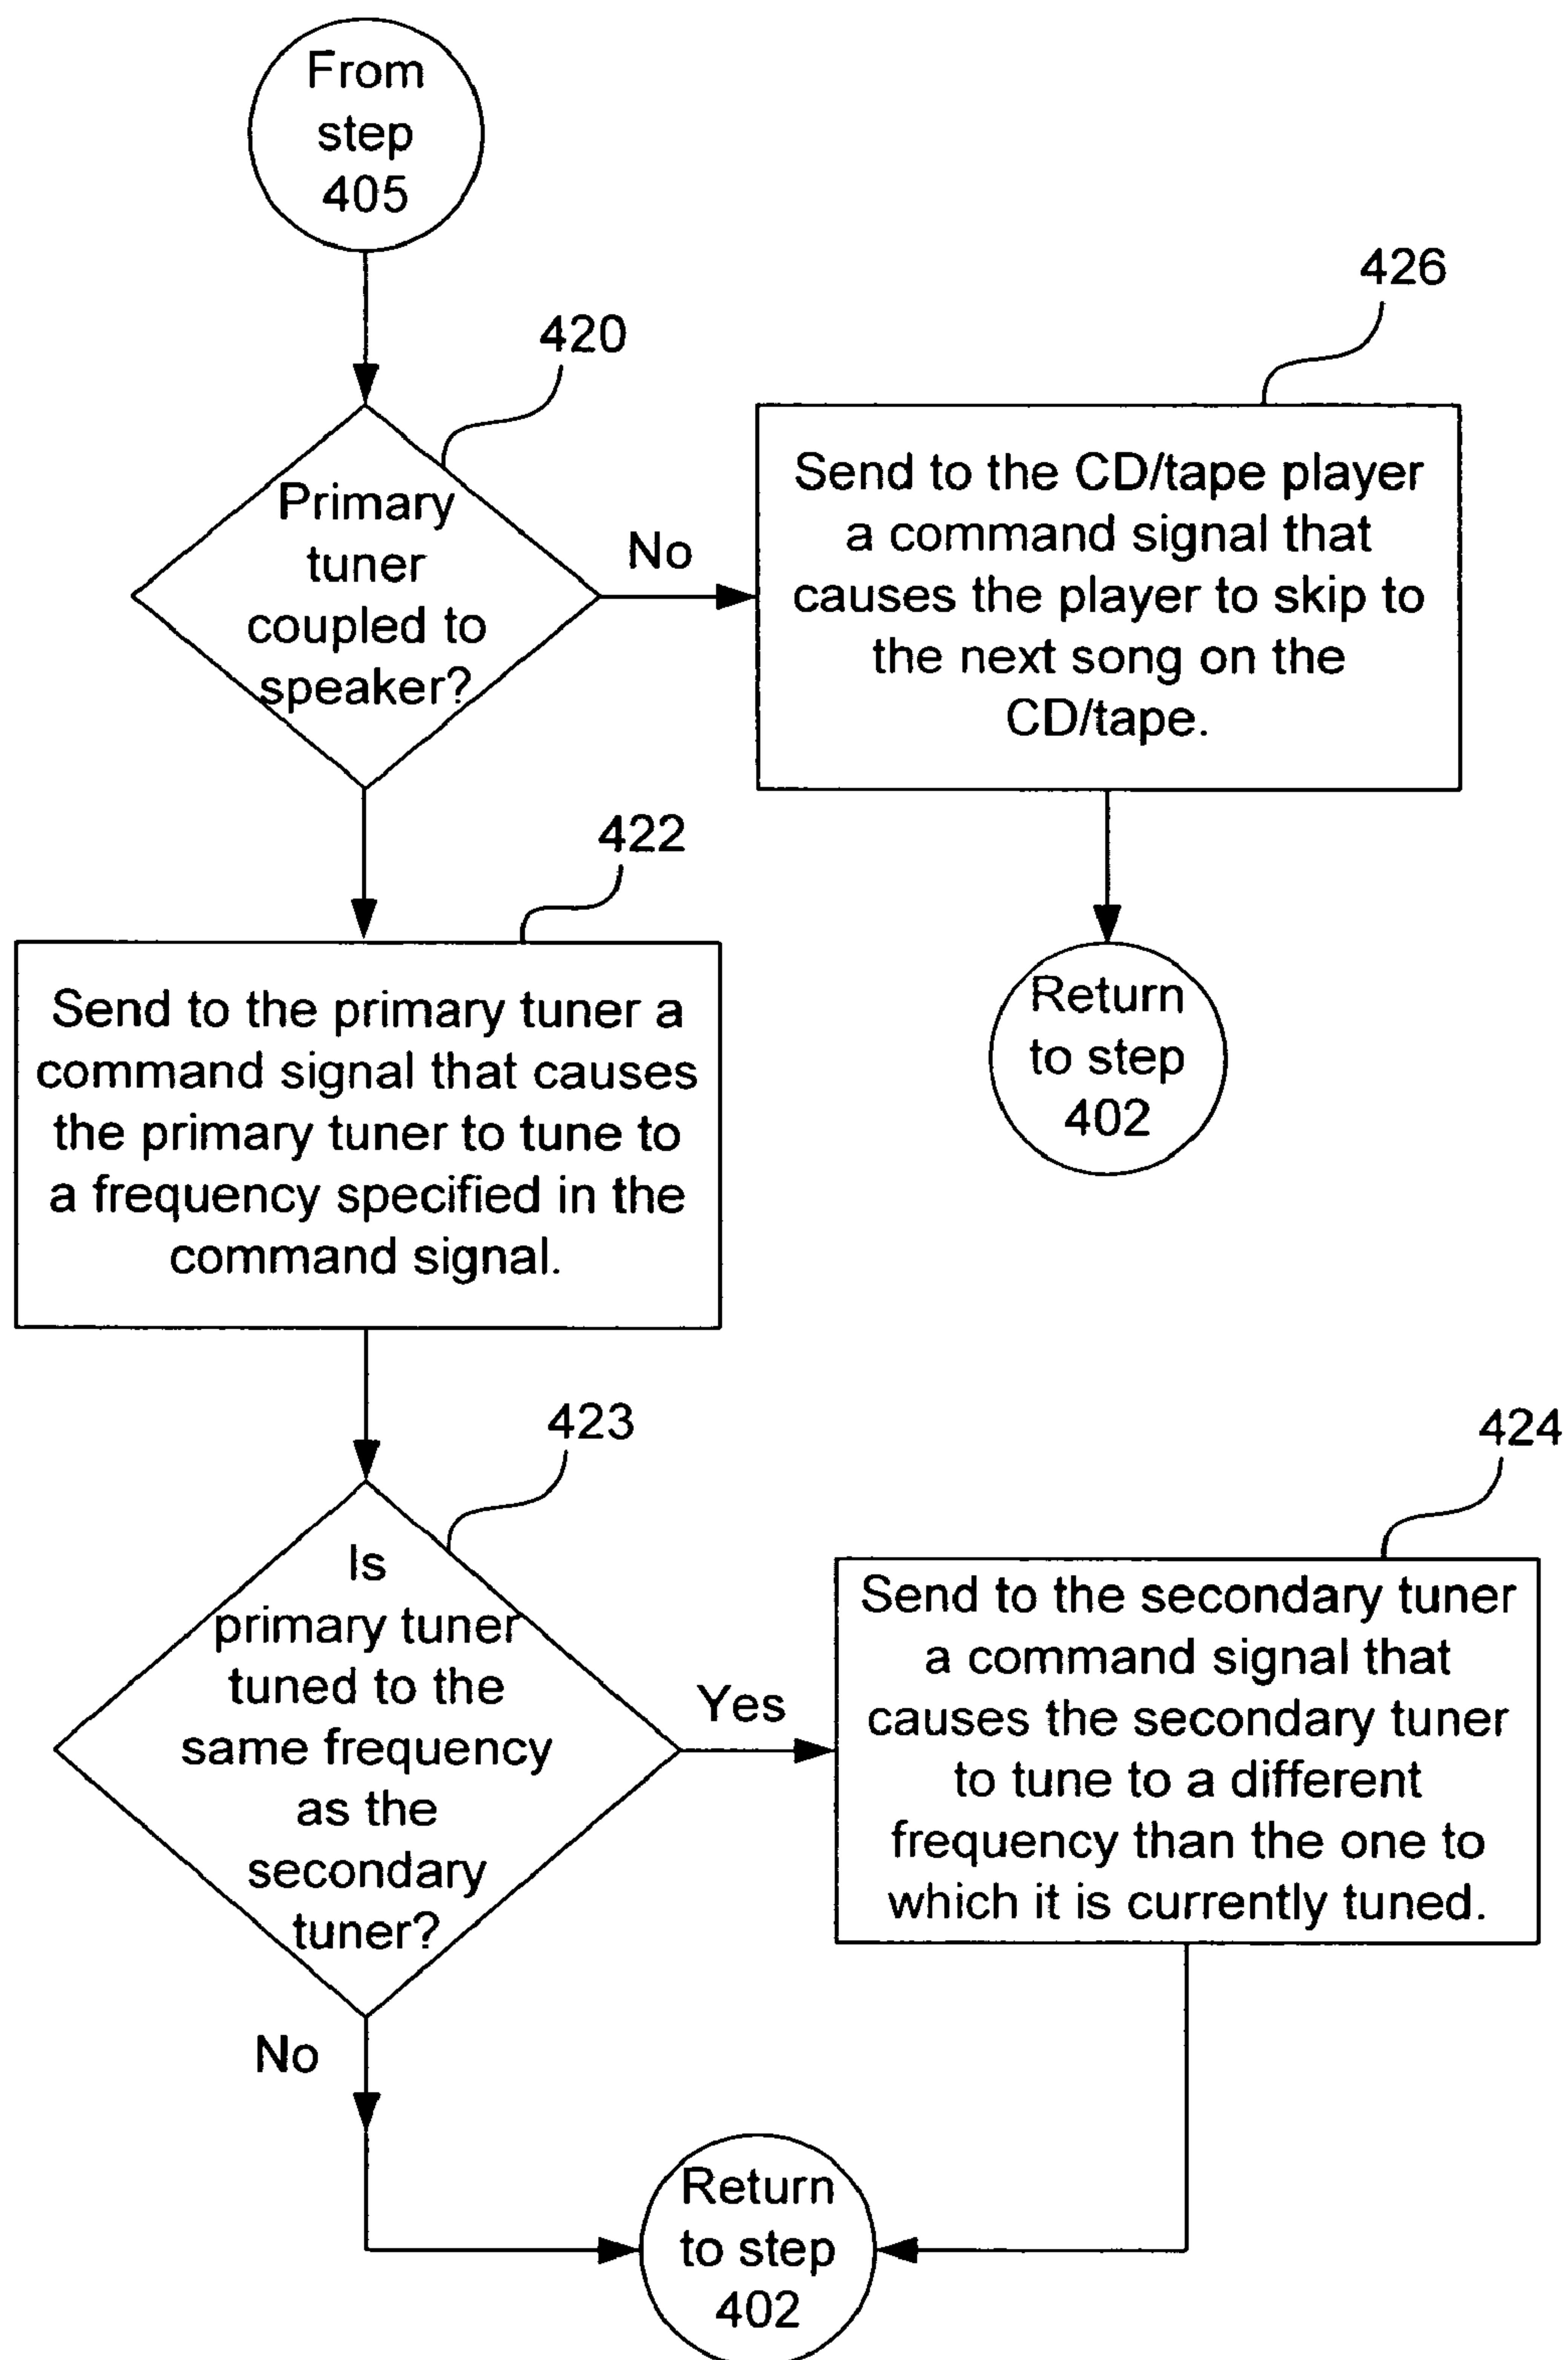 From
step
405
420
Primary
tuner
coupled to
speaker?
No
426
Send to the CD/tape player
a command signal that
causes the player to skip to
the next song on the
CD/tape.
Return
to step
402
422
Send to the primary tuner a
command signal that causes
the primary tuner to tune to
a frequency specified in the
command signal.
423
Is
primary tuner
tuned to the
same frequency
as the
secondary
tuner?
Yes
424
Send to the secondary tuner
a command signal that
causes the secondary tuner
to tune to a different
frequency than the one to
which it is currently tuned.
No
Return
to step
402